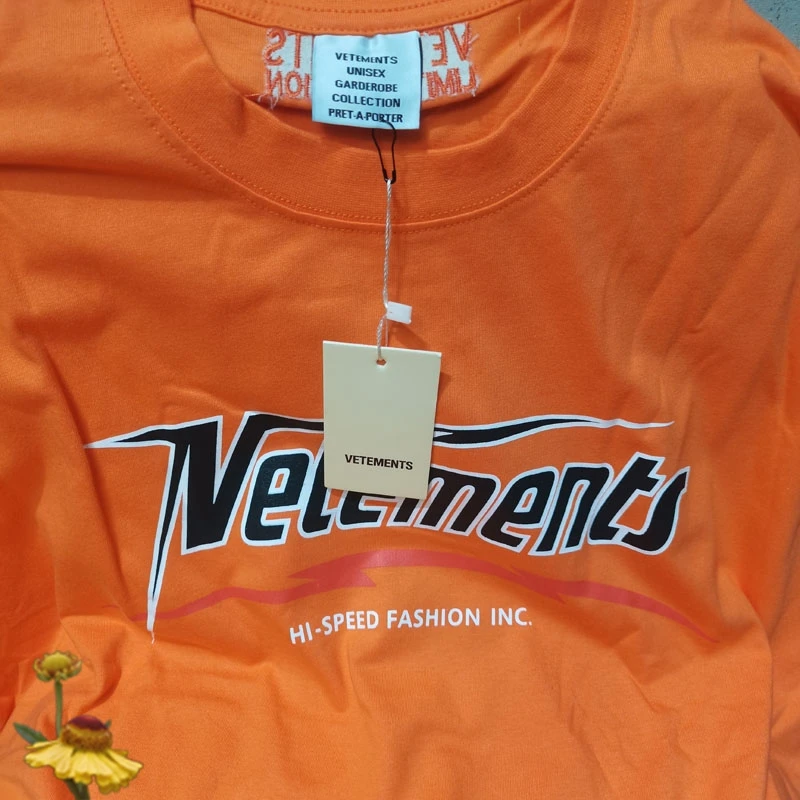 VETEMENTS
UNISEX
GARDEROBE
COLLECTION
PRET-A-PORTER
VETEMENTS
Vetements
HI-SPEED FASHION INC.